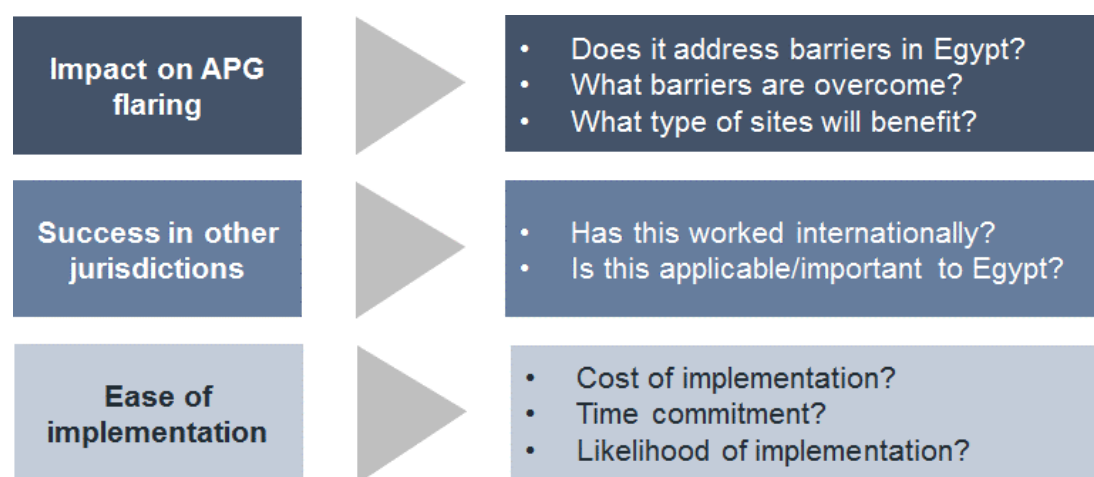 Impact on APG
flaring
• Does it address barriers in Egypt?
• What barriers are overcome?
• What type of sites will benefit?
Success in other
jurisdictions
• Has this worked internationally?
• Is this applicable/important to Egypt?
Ease of
implementation
• Cost of implementation?
• Time commitment?
• Likelihood of implementation?